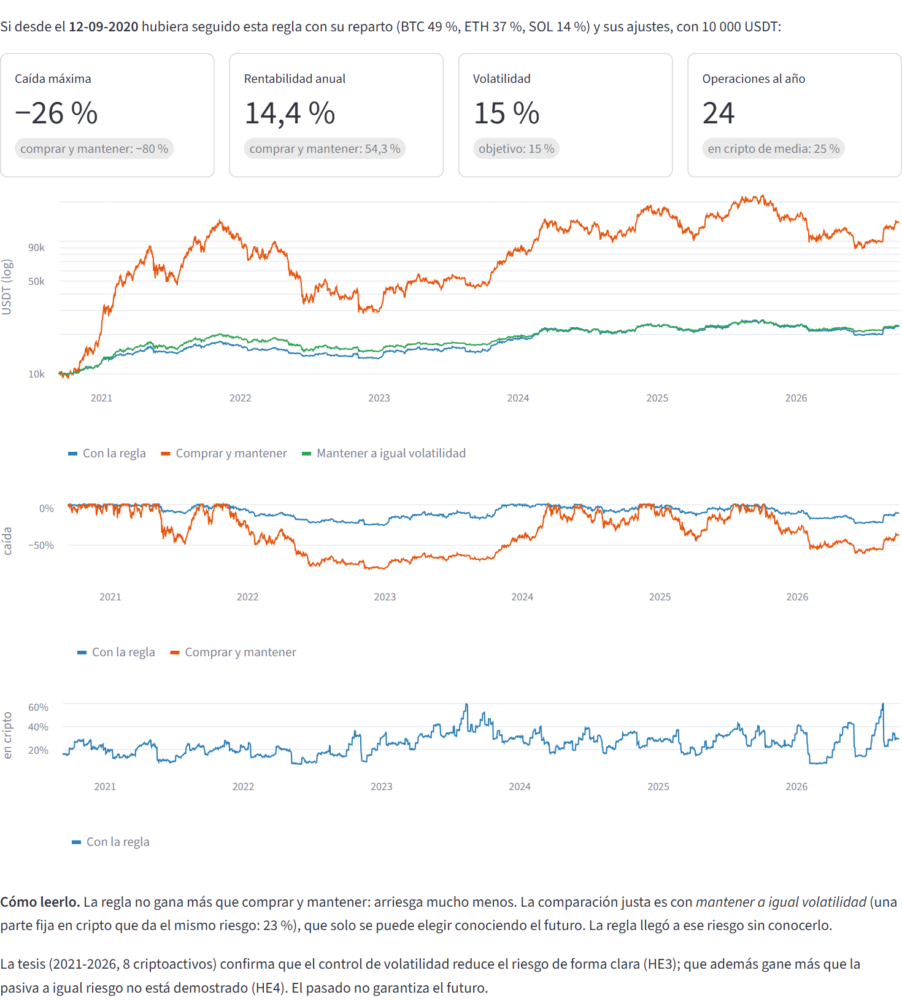 Si desde el 12-09-2020 hubiera seguido esta regla con su reparto (BTC 49 %, ETH 37 %, SOL 14 %) y sus ajustes, con 10 000 USDT:
Caída máxima
−26 %
comprar y mantener: −80 %
Rentabilidad anual
14,4 %
comprar y mantener: 54,3 %
Volatilidad
15 %
objetivo: 15 %
Operaciones al año
24
en cripto de media: 25 %
USDT (log)
90k
50k
10k
2021 2022 2023 2024 2025 2026
Con la regla Comprar y mantener Mantener a igual volatilidad
caída
0%
−50%
2021 2022 2023 2024 2025 2026
Con la regla Comprar y mantener
en cripto
60%
40%
20%
2021 2022 2023 2024 2025 2026
Con la regla
Cómo leerlo. La regla no gana más que comprar y mantener: arriesga mucho menos. La comparación justa es con mantener a igual volatilidad (una
parte fija en cripto que da el mismo riesgo: 23 %), que solo se puede elegir conociendo el futuro. La regla llegó a ese riesgo sin conocerlo.
La tesis (2021-2026, 8 criptoactivos) confirma que el control de volatilidad reduce el riesgo de forma clara (HE3); que además gane más que la
pasiva a igual riesgo no está demostrado (HE4). El pasado no garantiza el futuro.